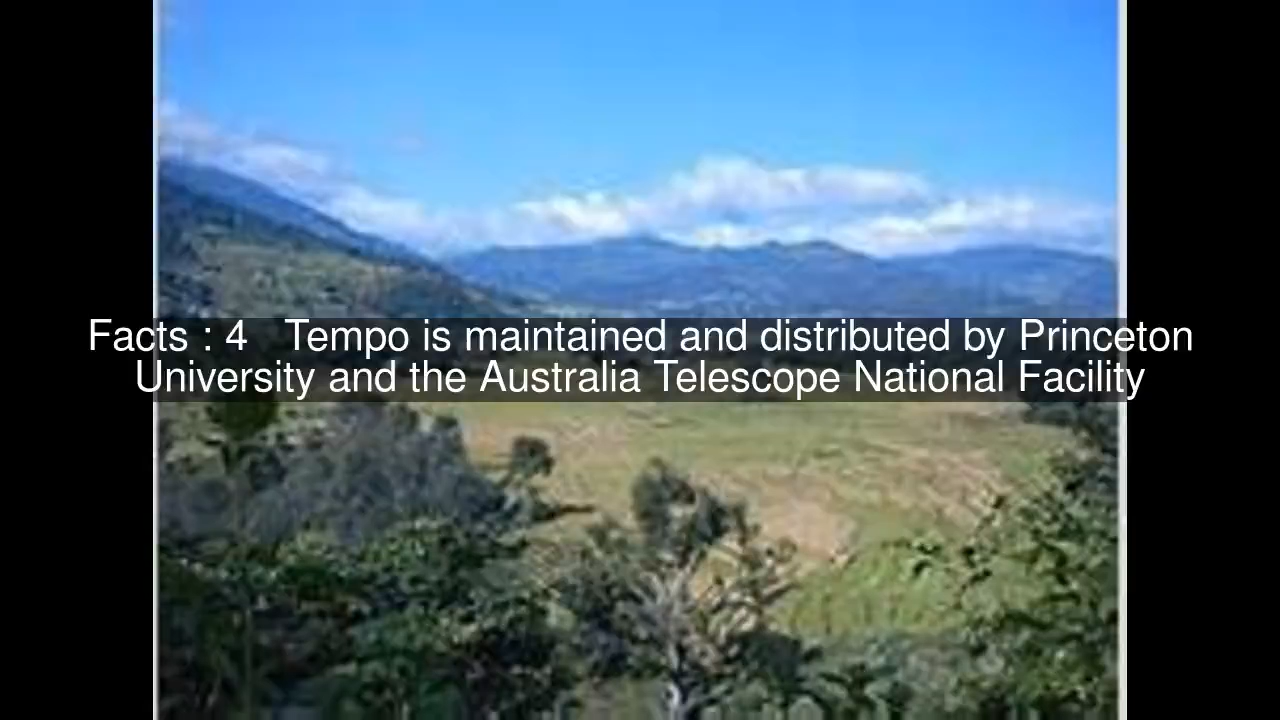 Facts : 4   Tempo is maintained and distributed by Princeton
University and the Australia Telescope National Facility